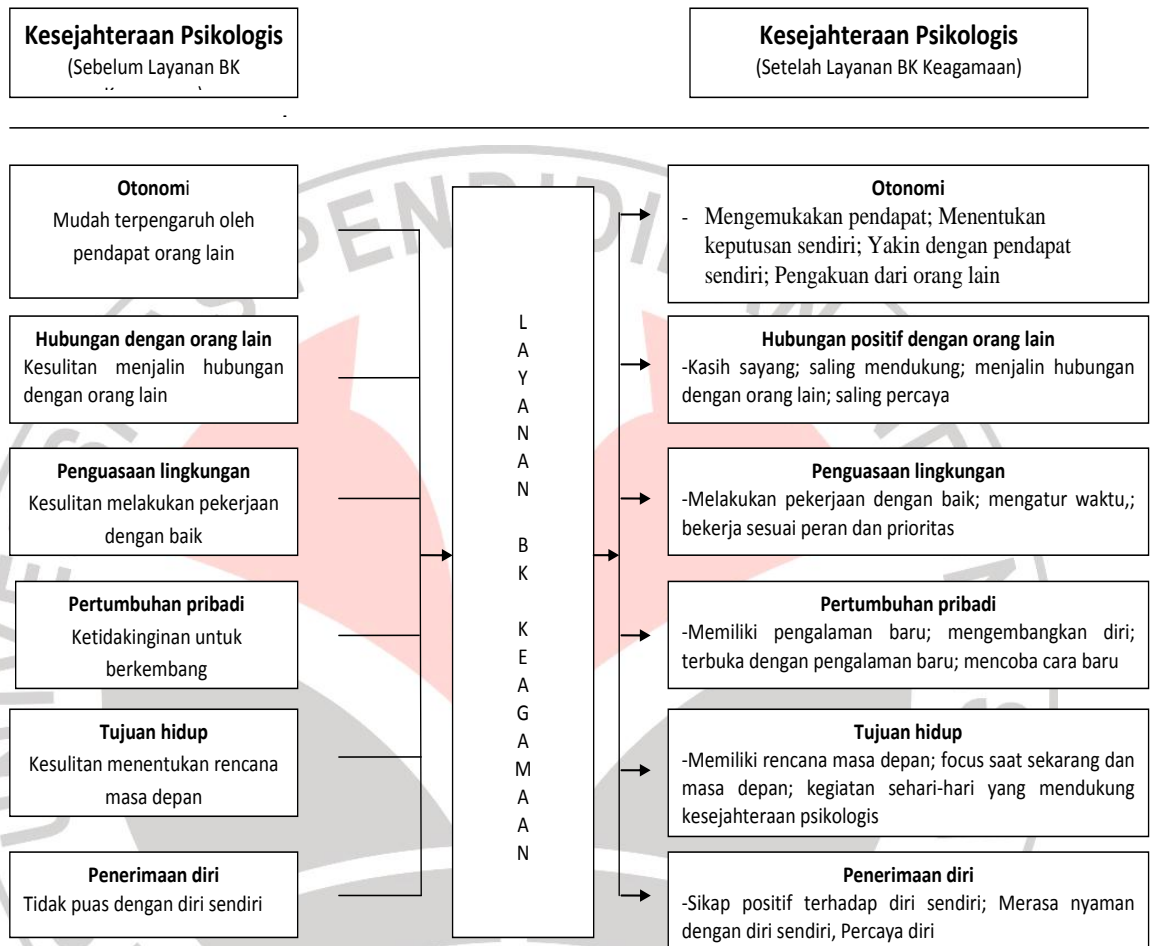 Kesejahteraan Psikologis
(Sebelum Layanan BK
Kesejahteraan Psikologis
(Setelah Layanan BK Keagamaan)
Otonomi
Mudah terpengaruh oleh
pendapat orang lain
Hubungan dengan orang lain
Kesulitan menjalin hubungan
dengan orang lain
Penguasaan lingkungan
Kesulitan melakukan pekerjaan
dengan baik
Pertumbuhan pribadi
Ketidakinginan untuk
berkembang
Tujuan hidup
Kesulitan menentukan rencana
masa depan
Penerimaan diri
Tidak puas dengan diri sendiri
LAYANAN BK KEAGAMAAN
Otonomi
- Mengemukakan pendapat; Menentukan
keputusan sendiri; Yakin dengan pendapat
sendiri; Pengakuan dari orang lain
Hubungan positif dengan orang lain
-Kasih sayang; saling mendukung; menjalin hubungan
dengan orang lain; saling percaya
Penguasaan lingkungan
-Melakukan pekerjaan dengan baik; mengatur waktu,;
bekerja sesuai peran dan prioritas
Pertumbuhan pribadi
-Memiliki pengalaman baru; mengembangkan diri;
terbuka dengan pengalaman baru; mencoba cara baru
Tujuan hidup
-Memiliki rencana masa depan; focus saat sekarang dan
masa depan; kegiatan sehari-hari yang mendukung
kesejahteraan psikologis
Penerimaan diri
-Sikap positif terhadap diri sendiri; Merasa nyaman
dengan diri sendiri, Percaya diri